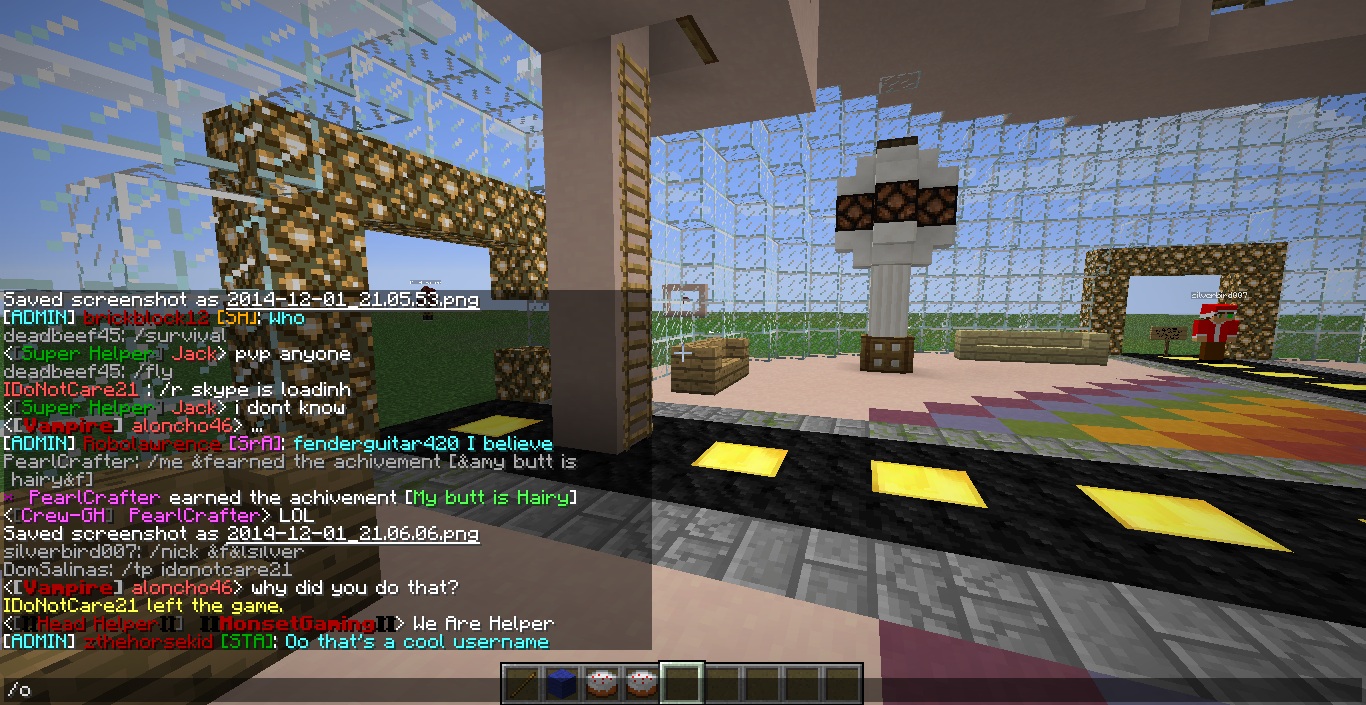 silverbird007
Saved screenshot as 2014-12-01_21.05.53.png
[ADMIN] brickblock12 [SA]: Who
deadbeef45: /survival
<[Super Helper] Jack> pvp anyone
deadbeef45: /fly
IDoNotCare21 : /r skype is loadinh
<[Super Helper] Jack> i dont know
<[Vampire] aloncho46> ...
[ADMIN] Robolawrence [SrA]: fenderguitar420 I believe
PearlCrafter: /me &fearned the achivement [&amy butt is
hairy&f]
* PearlCrafter earned the achivement [My butt is Hairy]
<[Crew-GH] PearlCrafter> LOL
Saved screenshot as 2014-12-01_21.06.06.png
silverbird007: /nick &f&lsilver
DomSalinas: /tp idonotcare21
<[Vampire] aloncho46> why did you do that?
IDoNotCare21 left the game.
<[Head Helper] MonsetGaming> We Are Helper
[ADMIN] zthehorsekid [STA]: Oo that's a cool username
/o